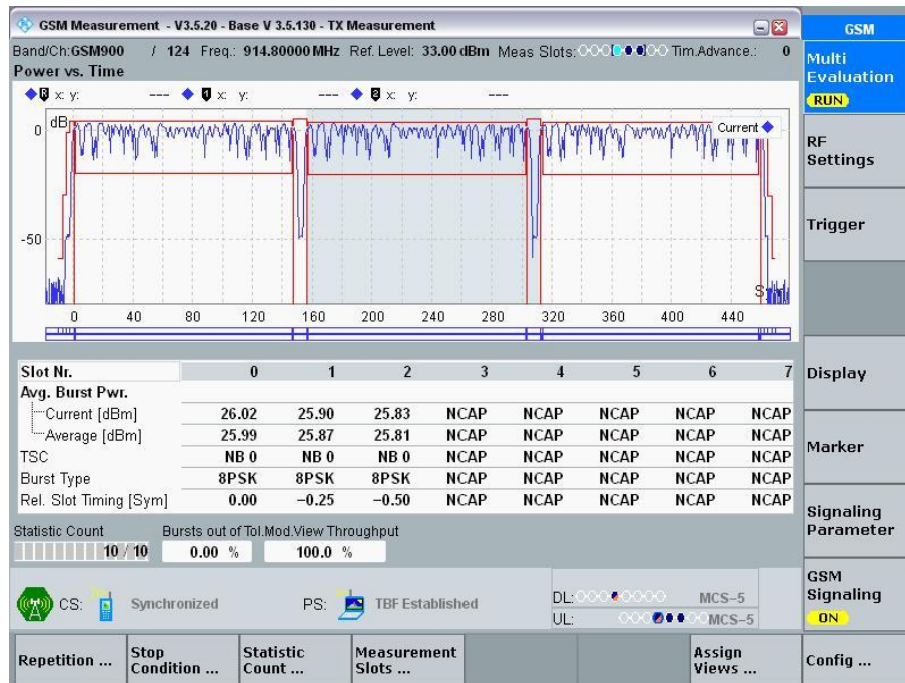 GSM Measurement - V3.5.20 - Base V 3.5.130 - TX Measurement
GSM
Band/Ch:GSM900 / 124 Freq.: 914.80000 MHz Ref. Level: 33.00 dBm Meas Slots: Tim.Advance.: 0
Power vs. Time
Multi Evaluation
RUN
R x: y: --- 1 x: y: --- 2 x: y: ---
dB
Current
0
-50
0 40 80 120 160 200 240 280 320 360 400 440
RF Settings
Trigger
Slot Nr. 0 1 2 3 4 5 6 7
Avg. Burst Pwr.
Current [dBm] 26.02 25.90 25.83 NCAP NCAP NCAP NCAP NCAP
Average [dBm] 25.99 25.87 25.81 NCAP NCAP NCAP NCAP NCAP
TSC NB 0 NB 0 NB 0 NCAP NCAP NCAP NCAP NCAP
Burst Type 8PSK 8PSK 8PSK NCAP NCAP NCAP NCAP NCAP
Rel. Slot Timing [Sym] 0.00 -0.25 -0.50 NCAP NCAP NCAP NCAP NCAP
Display
Marker
Statistic Count Bursts out of Tol.Mod.View Throughput
10 / 10 0.00 % 100.0 %
Signaling Parameter
CS: Synchronized PS: TBF Established DL: MCS-5
UL: MCS-5
GSM Signaling
ON
Repetition ...
Stop Condition ...
Statistic Count ...
Measurement Slots ...
Assign Views ...
Config ...